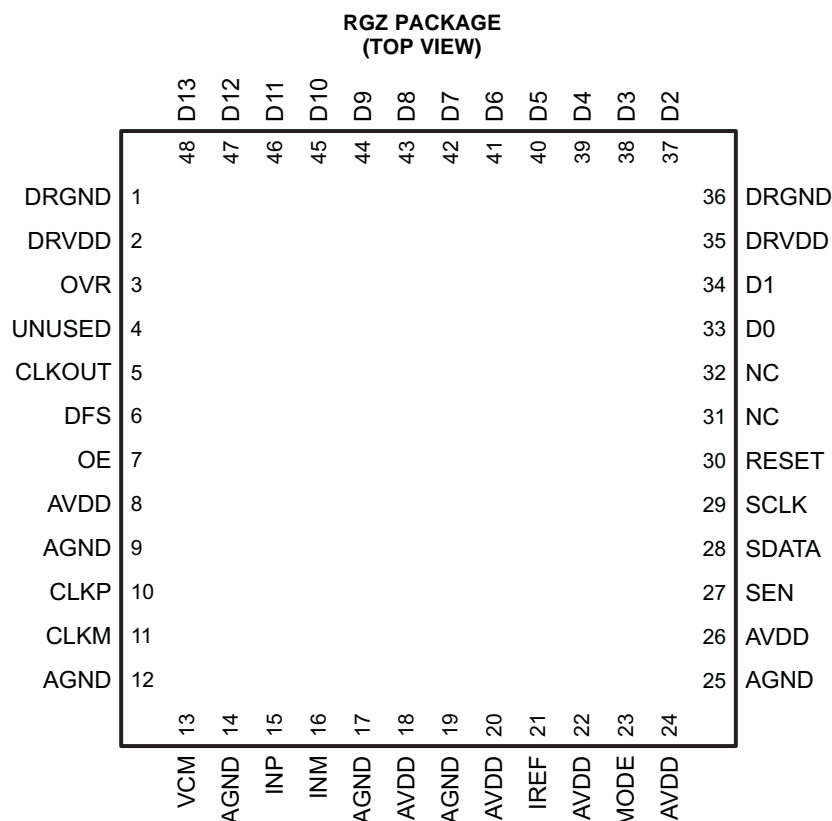 RGZ PACKAGE
(TOP VIEW)
D13 D12 D11 D10 D9 D8 D7 D6 D5 D4 D3 D2
48 47 46 45 44 43 42 41 40 39 38 37
DRGND 1 36 DRGND
DRVDD 2 35 DRVDD
OVR 3 34 D1
UNUSED 4 33 D0
CLKOUT 5 32 NC
DFS 6 31 NC
OE 7 30 RESET
AVDD 8 29 SCLK
AGND 9 28 SDATA
CLKP 10 27 SEN
CLKM 11 26 AVDD
AGND 12 25 AGND
13 14 15 16 17 18 19 20 21 22 23 24
VCM AGND INP INM AGND AVDD AGND AVDD IREF AVDD MODE AVDD